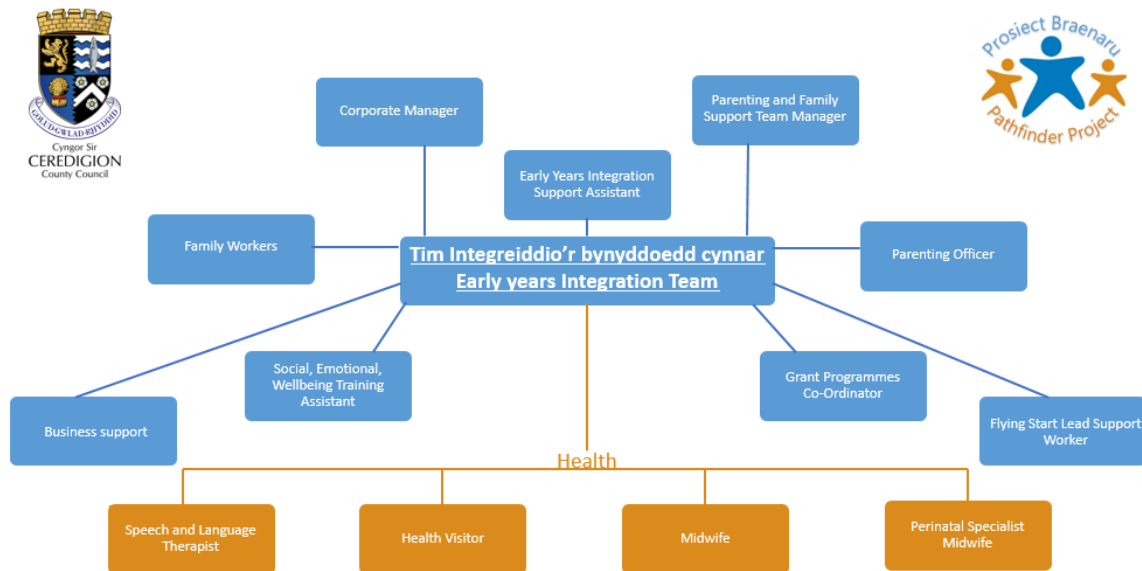 GOLUD·GWLAD·RHYDDID
Cyngor Sir
CEREDIGION
County Council
Prosiect Braenaru
Pathfinder Project
Corporate Manager
Parenting and Family
Support Team Manager
Early Years Integration
Support Assistant
Family Workers
Tim Integreiddio’r bynyddoedd cynnar
Early years Integration Team
Parenting Officer
Social, Emotional,
Wellbeing Training
Assistant
Grant Programmes
Co-Ordinator
Business support
Flying Start Lead Support
Worker
Health
Speech and Language
Therapist
Health Visitor
Midwife
Perinatal Specialist
Midwife